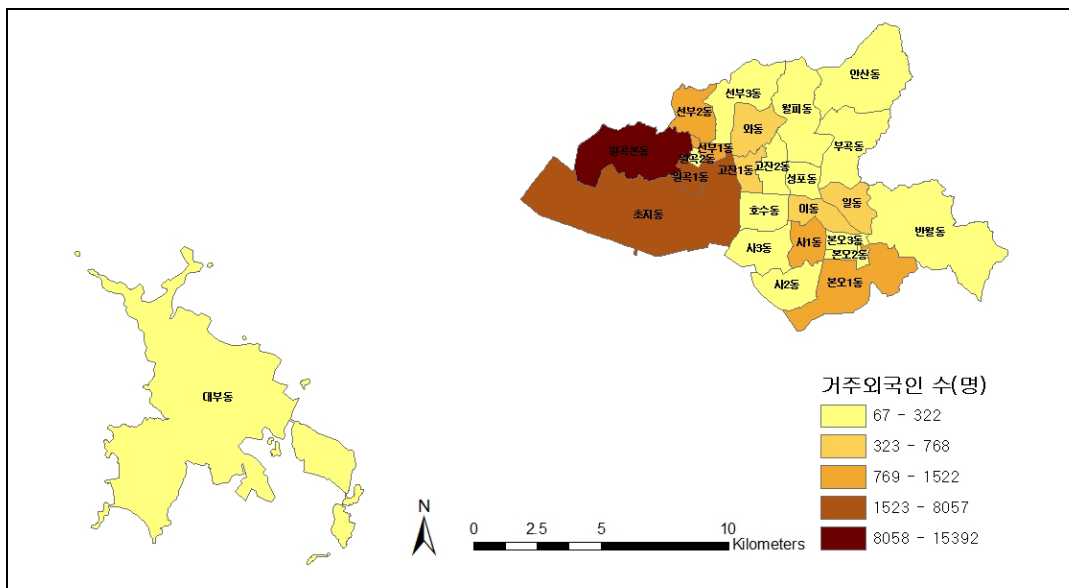 안산동
선부3동
월피동
선부2동
와동
부곡동
선부1동
원곡본동
원곡2동
고잔2동
고잔1동
원곡1동
성포동
일동
호수동
이동
초지동
반월동
사1동
본오3동
사3동
본오2동
사2동
본오1동
대부동
거주외국인 수(명)
67 - 322
323 - 768
769 - 1522
1523 - 8057
8058 - 15392
N
0 2.5 5 10
Kilometers